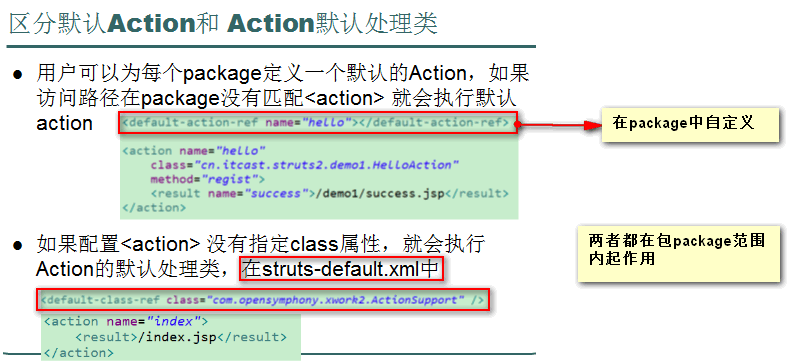 区分默认Action和 Action默认处理类
● 用户可以为每个package定义一个默认的Action，如果
访问路径在package没有匹配<action> 就会执行默认
action
<default-action-ref name="hello"></default-action-ref>
在package中自定义
<action name="hello"
class="cn.itcast.struts2.demo1.HelloAction"
method="regist">
<result name="success">/demo1/success.jsp</result>
</action>
● 如果配置<action> 没有指定class属性，就会执行
Action的默认处理类，在struts-default.xml中
两者都在包package范围
内起作用
<default-class-ref class="com.opensymphony.xwork2.ActionSupport" />
<action name="index">
<result>/index.jsp</result>
</action>